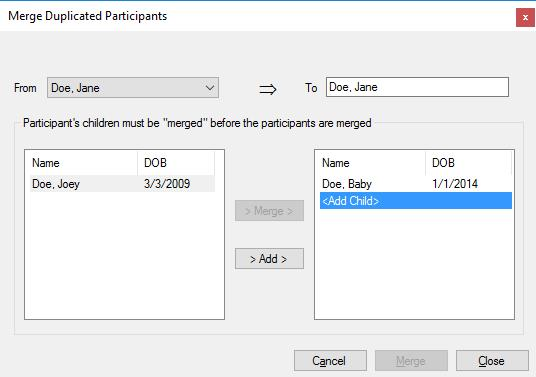 Merge Duplicated Participants
x
From Doe, Jane ⇒ To Doe, Jane
Participant's children must be "merged" before the participants are merged
Name DOB Name DOB
Doe, Joey 3/3/2009 Doe, Baby 1/1/2014
<Add Child>
> Merge >
> Add >
Cancel Merge Close